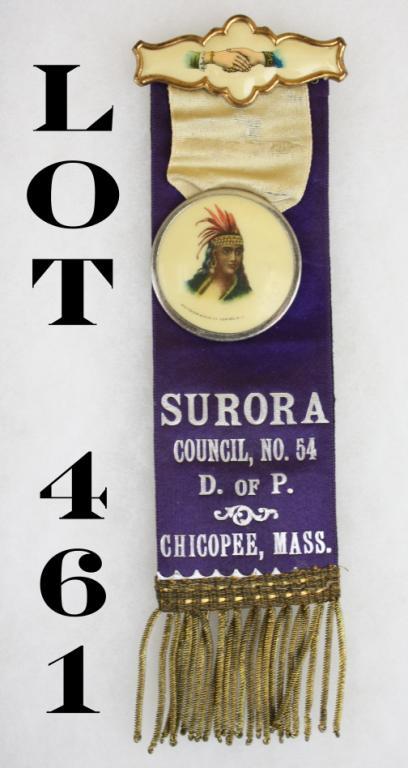 LOT 461
SURORA
COUNCIL, NO. 54
D. OF P.
CHICOPEE, MASS.